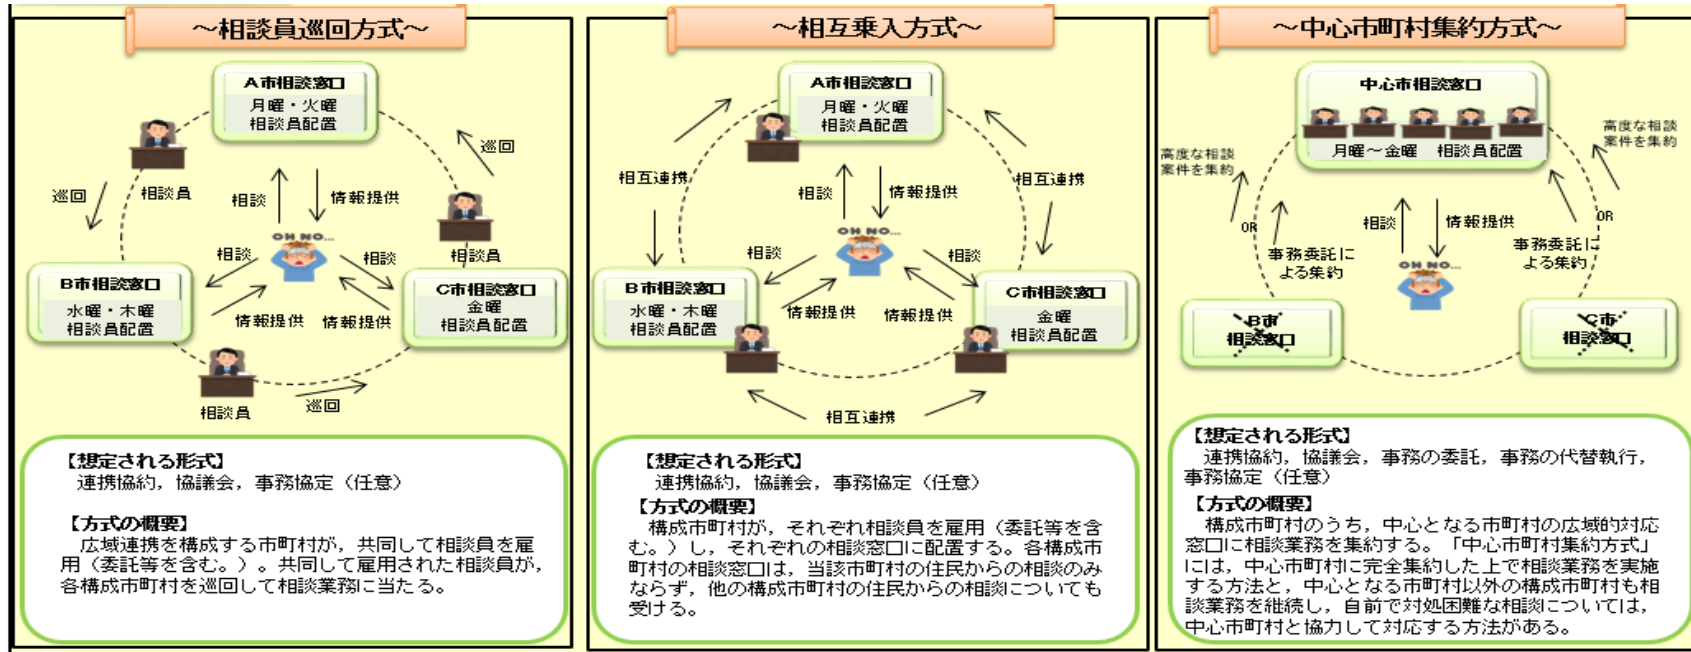 ～相談員巡回方式～
A市相談窓口
月曜・火曜
相談員配置
相談員
巡回
巡回
相談
情報提供
OH NO...
相談
相談
相談員
B市相談窓口
水曜・木曜
相談員配置
C市相談窓口
金曜
相談員配置
情報提供
情報提供
相談員
巡回
【想定される形式】
連携協約，協議会，事務協定（任意）
【方式の概要】
広域連携を構成する市町村が，共同して相談員を雇
用（委託等を含む。）。共同して雇用された相談員が，
各構成市町村を巡回して相談業務に当たる。
～相互乗入方式～
A市相談窓口
月曜・火曜
相談員配置
相互連携
相互連携
相談
情報提供
OH NO...
相談
相談
B市相談窓口
水曜・木曜
相談員配置
C市相談窓口
金曜
相談員配置
情報提供
情報提供
相互連携
【想定される形式】
連携協約，協議会，事務協定（任意）
【方式の概要】
構成市町村が，それぞれ相談員を雇用（委託等を含
む。）し，それぞれの相談窓口に配置する。各構成市
町村の相談窓口は，当該市町村の住民からの相談のみ
ならず，他の構成市町村の住民からの相談についても
受ける。
～中心市町村集約方式～
中心市相談窓口
月曜～金曜　相談員配置
高度な相談
案件を集約
高度な相談
案件を集約
OR
OR
相談
情報提供
事務委託に
よる集約
事務委託に
よる集約
OH NO...
B市
相談窓口
C市
相談窓口
【想定される形式】
連携協約，協議会，事務の委託，事務の代替執行，
事務協定（任意）
【方式の概要】
構成市町村のうち，中心となる市町村の広域的対応
窓口に相談業務を集約する。「中心市町村集約方式」
には，中心市町村に完全集約した上で相談業務を実施
する方法と，中心となる市町村以外の構成市町村も相
談業務を継続し，自前で対処困難な相談については，
中心市町村と協力して対応する方法がある。